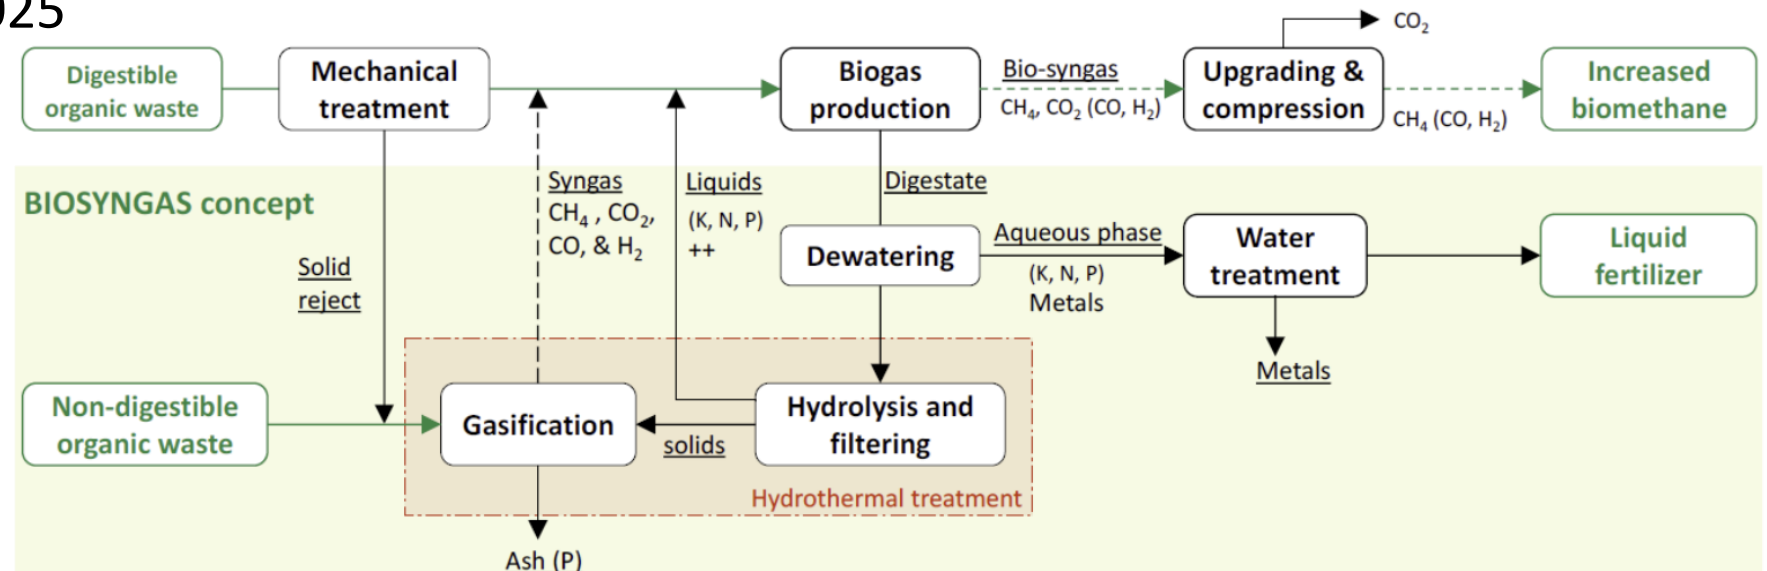 025
CO₂
Digestible
organic waste
Mechanical
treatment
Biogas
production
Bio-syngas
CH₄, CO₂ (CO, H₂)
Upgrading &
compression
CH₄ (CO, H₂)
Increased
biomethane
BIOSYNGAS concept
Solid
reject
Syngas
CH₄ , CO₂,
CO, & H₂
Liquids
(K, N, P)
++
Digestate
Dewatering
Aqueous phase
(K, N, P)
Metals
Water
treatment
Liquid
fertilizer
Metals
Non-digestible
organic waste
Gasification
solids
Hydrolysis and
filtering
Hydrothermal treatment
Ash (P)